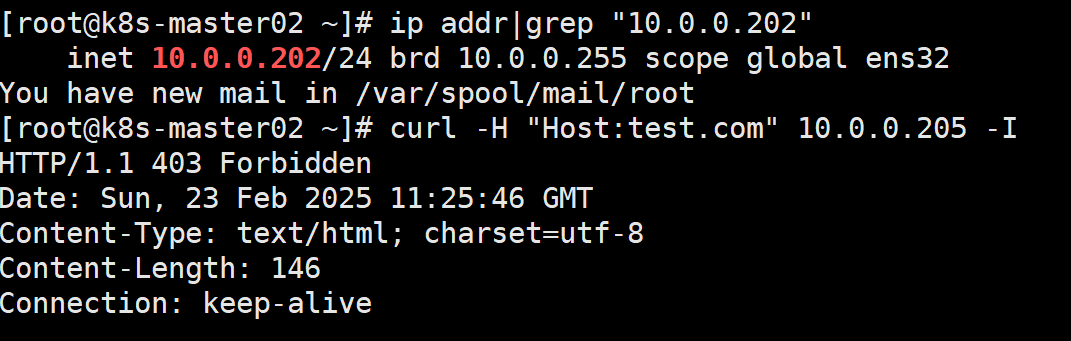 [root@k8s-master02 ~]# ip addr|grep "10.0.0.202"
    inet 10.0.0.202/24 brd 10.0.0.255 scope global ens32
You have new mail in /var/spool/mail/root
[root@k8s-master02 ~]# curl -H "Host:test.com" 10.0.0.205 -I
HTTP/1.1 403 Forbidden
Date: Sun, 23 Feb 2025 11:25:46 GMT
Content-Type: text/html; charset=utf-8
Content-Length: 146
Connection: keep-alive